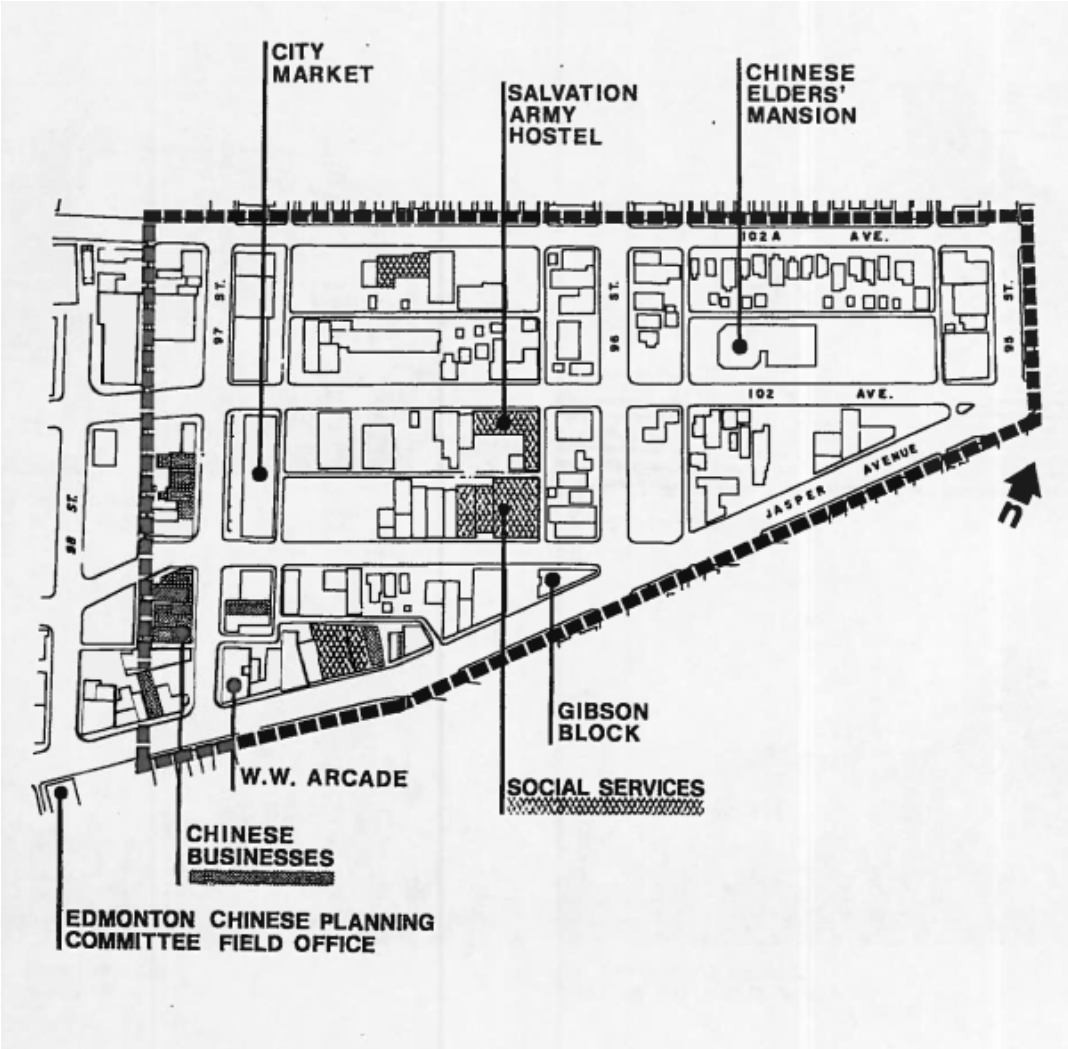 CITY
MARKET
SALVATION
ARMY
HOSTEL
CHINESE
ELDERS'
MANSION
102A AVE.
97 ST.
96 ST.
95 ST.
102 AVE.
JASPER AVENUE
98 ST.
n
GIBSON
BLOCK
W.W. ARCADE
SOCIAL SERVICES
CHINESE
BUSINESSES
EDMONTON CHINESE PLANNING
COMMITTEE FIELD OFFICE